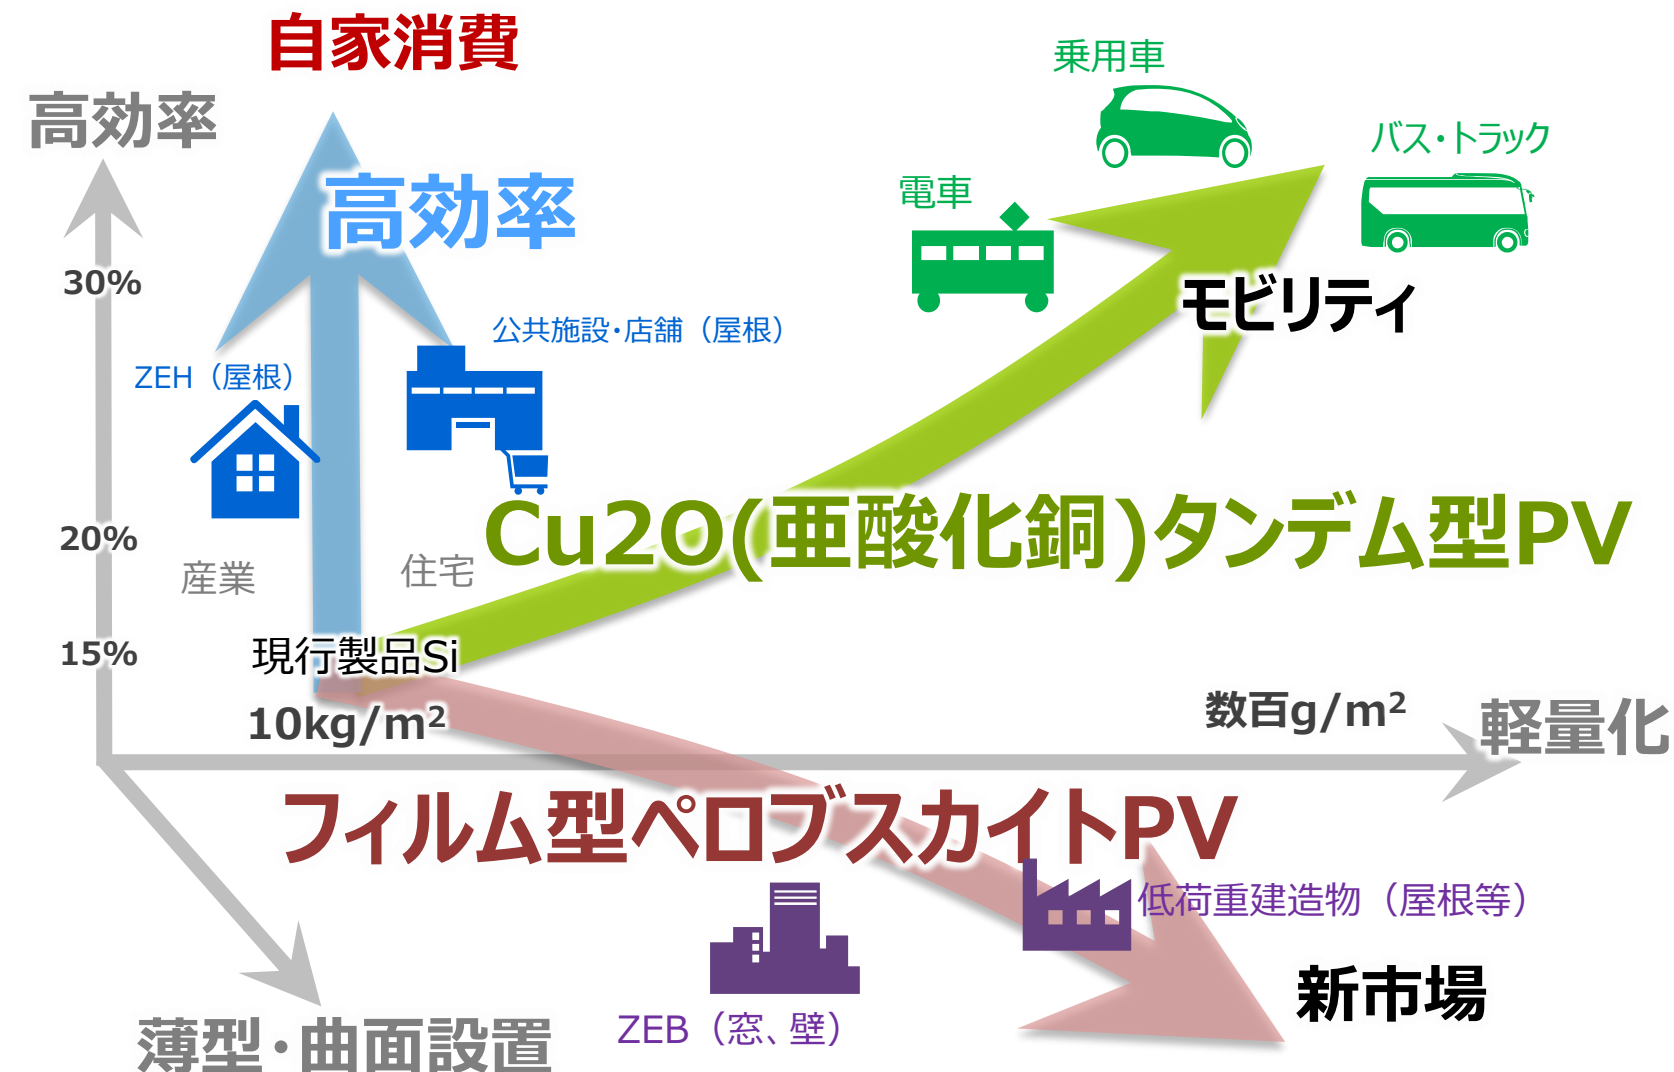 自家消費
高効率
高効率
30%
20%
15%
ZEH（屋根）
公共施設･店舗（屋根）
産業
住宅
乗用車
バス･トラック
電車
モビリティ
Cu2O(亜酸化銅)タンデム型PV
現行製品Si
10kg/m²
数百g/m²
軽量化
フィルム型ペロブスカイトPV
低荷重建造物（屋根等）
新市場
ZEB（窓、壁）
薄型･曲面設置